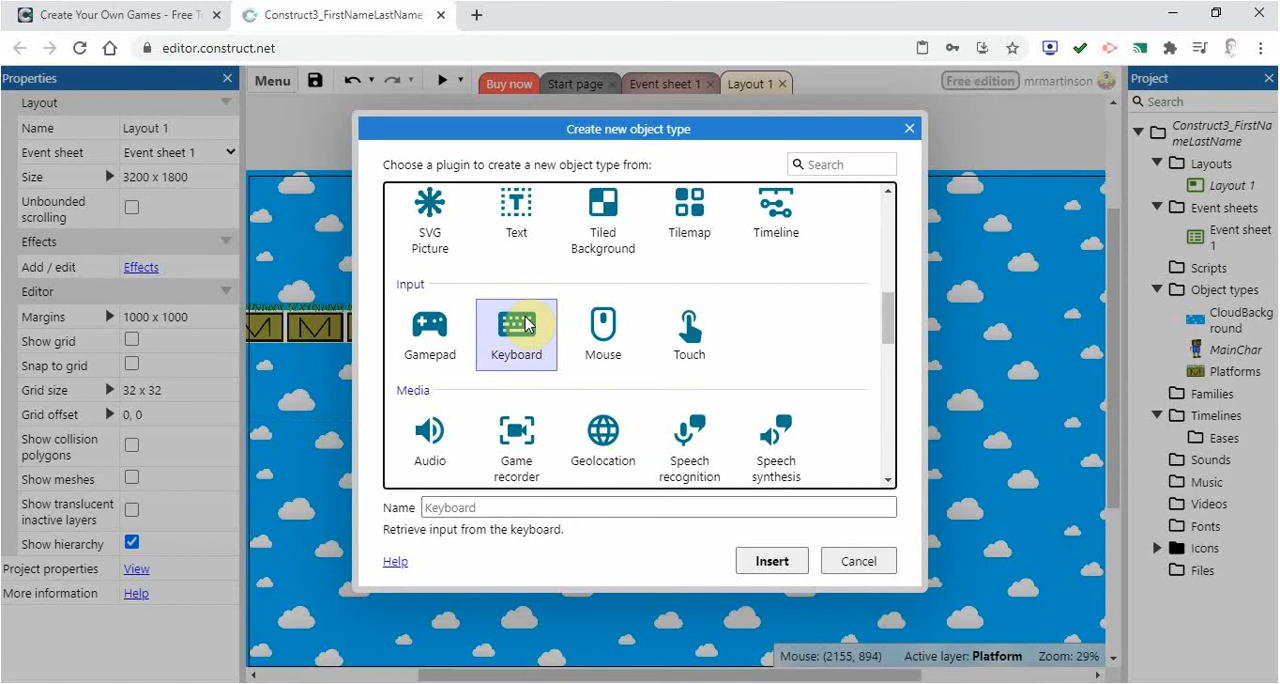 Create Your Own Games - Free T
Construct3_FirstNameLastName
editor.construct.net
Properties
Menu
Buy now
Start page
Event sheet 1
Layout 1
Free edition
mrmartinson
Project
Layout
Name Layout 1
Event sheet Event sheet 1
Size 3200 x 1800
Unbounded
scrolling
Effects
Add / edit Effects
Editor
Margins 1000 x 1000
Show grid
Snap to grid
Grid size 32 x 32
Grid offset 0, 0
Show collision
polygons
Show meshes
Show translucent
inactive layers
Show hierarchy
Project properties View
More information Help
Create new object type
Choose a plugin to create a new object type from:
Search
SVG
Picture
Text
Tiled
Background
Tilemap
Timeline
Input
Gamepad
Keyboard
Mouse
Touch
Media
Audio
Game
recorder
Geolocation
Speech
recognition
Speech
synthesis
Name Keyboard
Retrieve input from the keyboard.
Help
Insert
Cancel
M M
Mouse: (2155, 894) Active layer: Platform Zoom: 29%
Search
Construct3_FirstNa
meLastName
Layouts
Layout 1
Event sheets
Event sheet
1
Scripts
Object types
CloudBackg
round
MainChar
Platforms
Families
Timelines
Eases
Sounds
Music
Videos
Fonts
Icons
Files